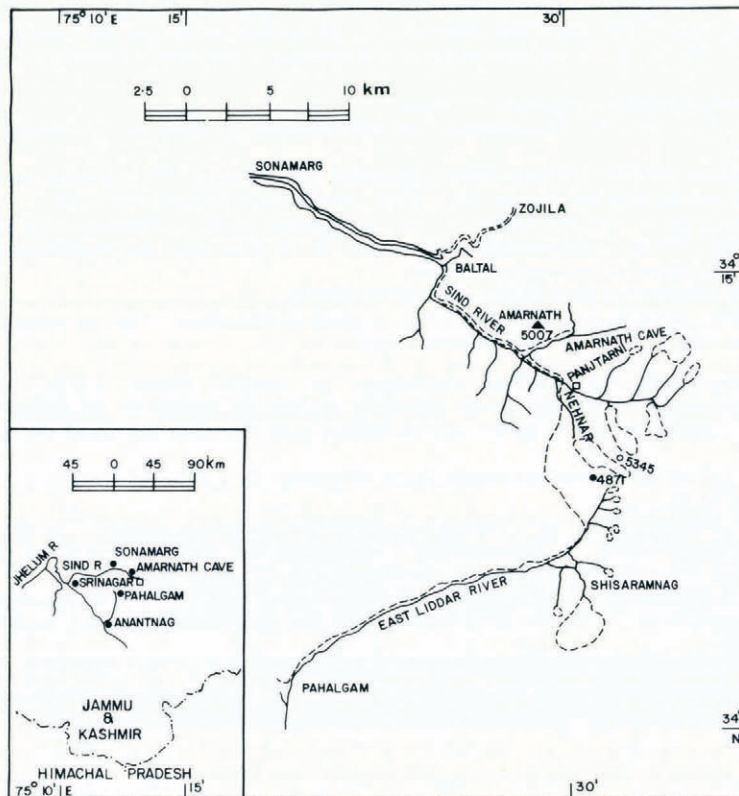 75° 10' E
15'
30'
2·5 0 5 10 km
SONAMARG
ZOJILA
BALTAL
34°
15'
SIND RIVER
AMARNATH
5007
AMARNATH CAVE
PANJTARNI
NEHNAR
5345
4871
SHISARAMNAG
EAST LIDDAR RIVER
PAHALGAM
34°
N
45 0 45 90 km
JHELUM R
SIND R
SONAMARG
AMARNATH CAVE
SRINAGAR
PAHALGAM
ANANTNAG
JAMMU
&
KASHMIR
HIMACHAL PRADESH
75° 10' E
15'
30'